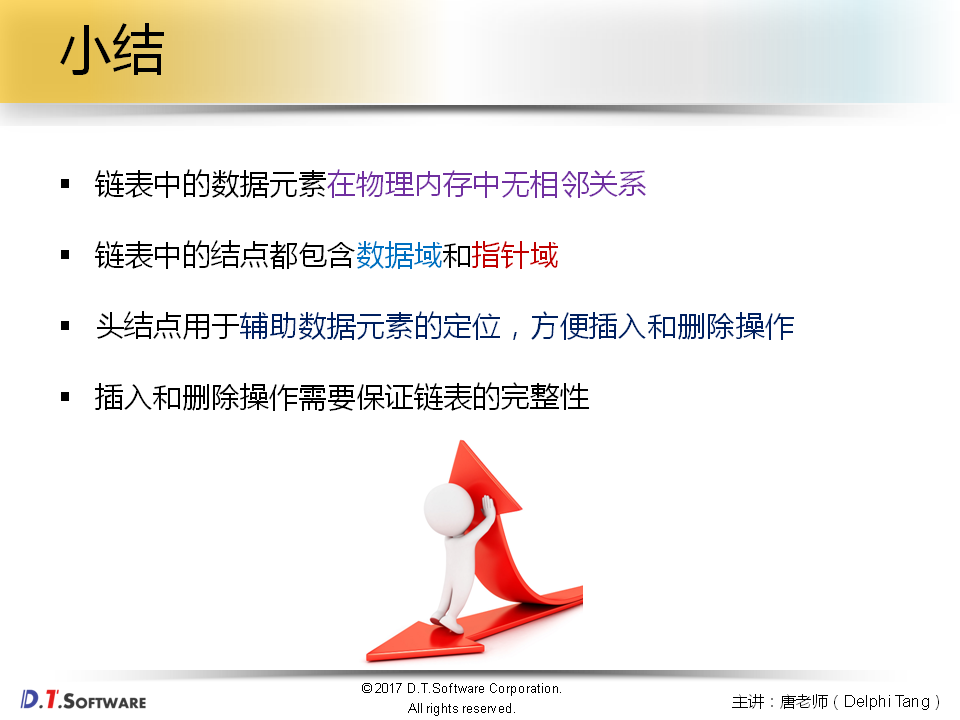 小结
链表中的数据元素在物理内存中无相邻关系
链表中的结点都包含数据域和指针域
头结点用于辅助数据元素的定位，方便插入和删除操作
插入和删除操作需要保证链表的完整性
D.T.SOFTWARE
©2017 D.T.Software Corporation.
All rights reserved.
主讲：唐老师（Delphi Tang）